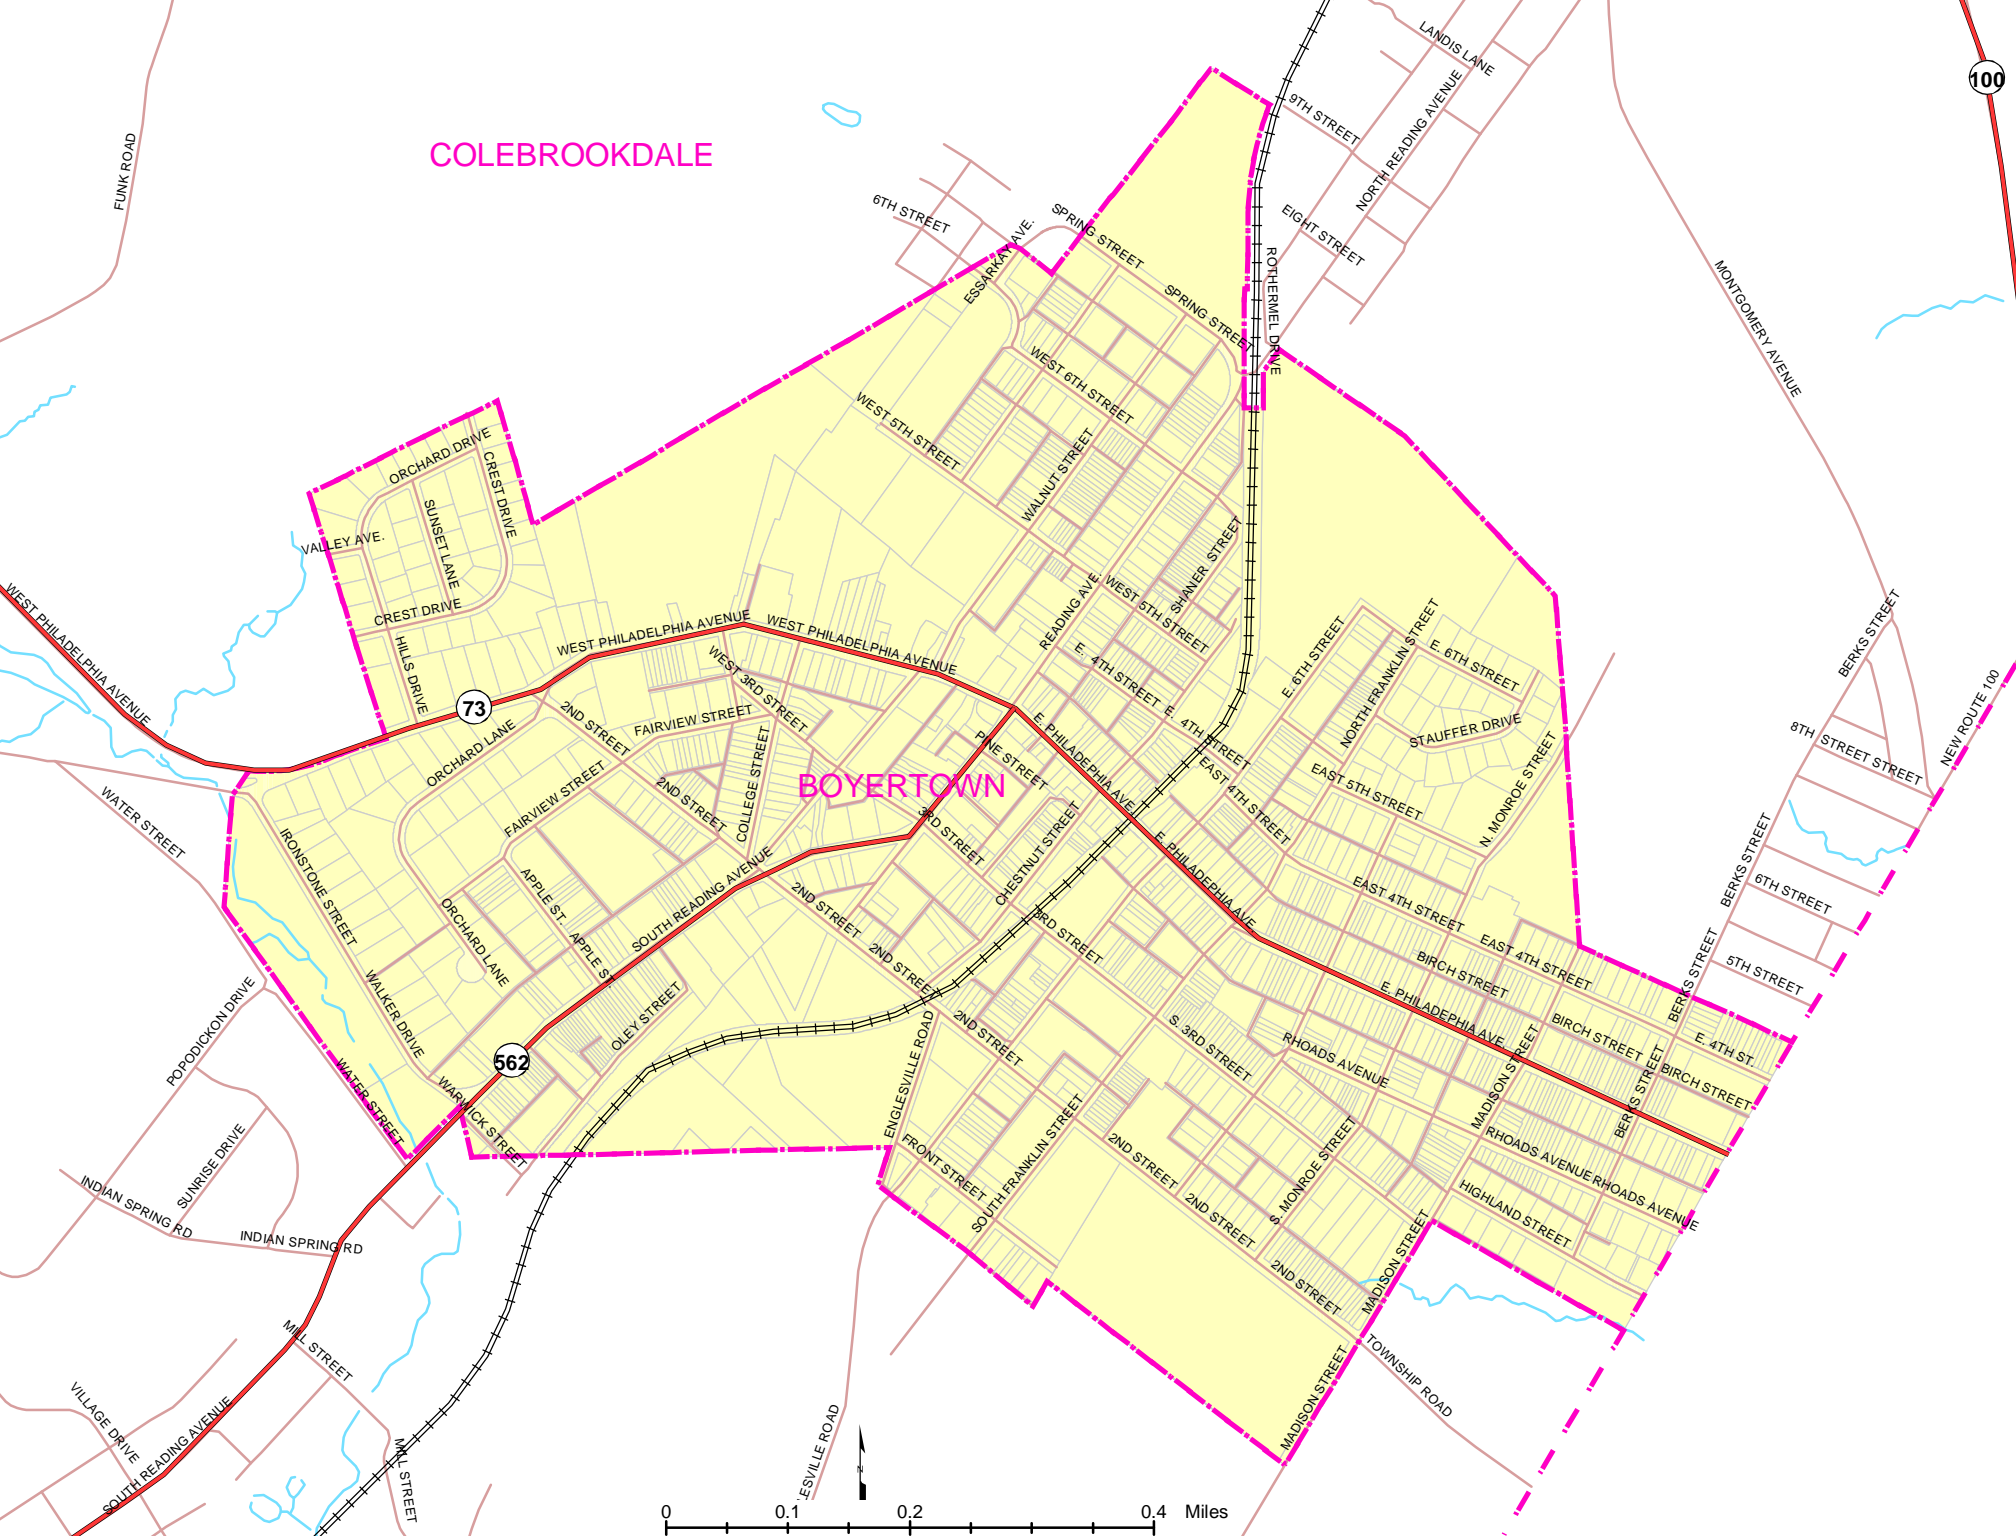 LANDIS LANE
100
9TH STREET
NORTH READING AVENUE
COLEBROOKDALE
FUNK ROAD
6TH STREET
ESSARKAY AVE.
SPRING STREET
EIGHT STREET
ROTHERMEL DRIVE
SPRING STREET
MONTGOMERY AVENUE
WEST 6TH STREET
WEST 5TH STREET
WALNUT STREET
ORCHARD DRIVE
CREST DRIVE
SUNSET LANE
VALLEY AVE.
CREST DRIVE
HILLS DRIVE
SHANER STREET
READING AVE.
WEST 5TH STREET
E. 4TH STREET
E. 4TH STREET
WEST PHILADELPHIA AVENUE
WEST PHILADELPHIA AVENUE
WEST PHILADELPHIA AVENUE
WEST 3RD STREET
73
2ND STREET
FAIRVIEW STREET
ORCHARD LANE
E. 6TH STREET
NORTH FRANKLIN STREET
E. 6TH STREET
STAUFFER DRIVE
N. MONROE STREET
BERKS STREET
NEW ROUTE 100
8TH STREET STREET
E. PHILADEPHIA AVE.
PINE STREET
BOYERTOWN
EAST 4TH STREET
EAST 5TH STREET
COLLEGE STREET
2ND STREET
FAIRVIEW STREET
WATER STREET
IRONSTONE STREET
3RD STREET
CHESTNUT STREET
E. PHILADEPHIA AVE
EAST 4TH STREET
BERKS STREET
6TH STREET
APPLE ST.
APPLE ST.
ORCHARD LANE
SOUTH READING AVENUE
2ND STREET
2ND STREET
3RD STREET
EAST 4TH STREET
BIRCH STREET
BERKS STREET
5TH STREET
WALKER DRIVE
POPODICKON DRIVE
OLEY STREET
562
ENGLESVILLE ROAD
2ND STREET
S. 3RD STREET
RHOADS AVENUE
E. PHILADEPHIA AVE
BIRCH STREET
E. 4TH ST.
MADISON STREET
BERKS STREET
BIRCH STREET
WATER STREET
WARWICK STREET
SUNRISE DRIVE
INDIAN SPRING RD
INDIAN SPRING RD
FRONT STREET
SOUTH FRANKLIN STREET
2ND STREET
2ND STREET
S. MONROE STREET
RHOADS AVENUE
RHOADS AVENUE
HIGHLAND STREET
2ND STREET
MADISON STREET
MADISON STREET
TOWNSHIP ROAD
MILL STREET
VILLAGE DRIVE
SOUTH READING AVENUE
MILL STREET
LESVILLE ROAD
N
0 0.1 0.2 0.4 Miles